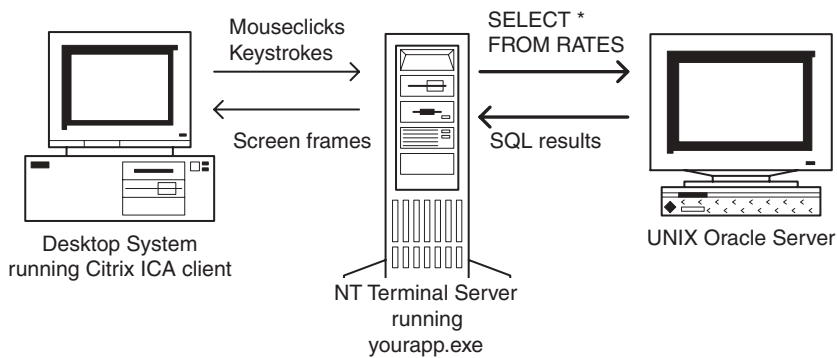 Mouseclicks
Keystrokes
SELECT *
FROM RATES
Screen frames
SQL results
Desktop System
running Citrix ICA client
NT Terminal Server
running
yourapp.exe
UNIX Oracle Server